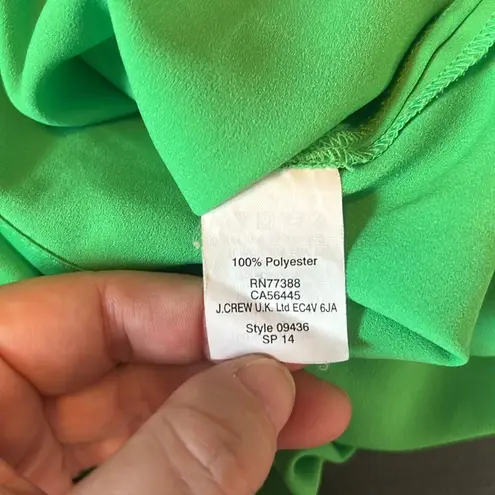 100% Polyester
RN77388
CA56445
J.CREW U.K. Ltd EC4V 6JA
Style 09436
SP 14